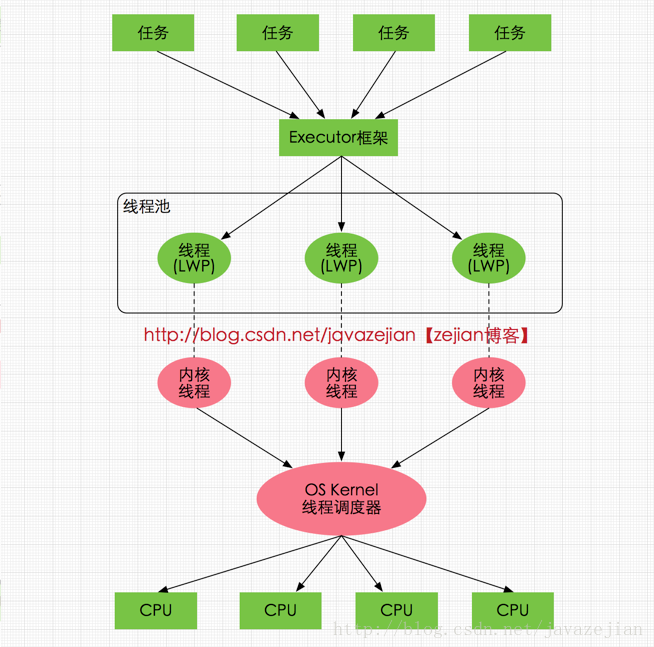 任务
任务
任务
任务
Executor框架
线程池
线程
(LWP)
线程
(LWP)
线程
(LWP)
http://blog.csdn.net/javazejian【zejian博客】
内核
线程
内核
线程
内核
线程
OS Kernel
线程调度器
CPU
CPU
CPU
CPU
http://blog.csdn.net/javazejian